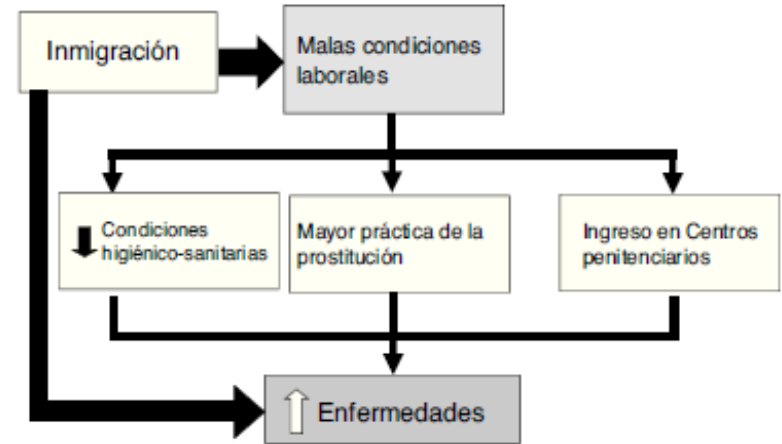 Inmigración
Malas condiciones
laborales
Condiciones
higiénico-sanitarias
Mayor práctica de la
prostitución
Ingreso en Centros
penitenciarios
Enfermedades